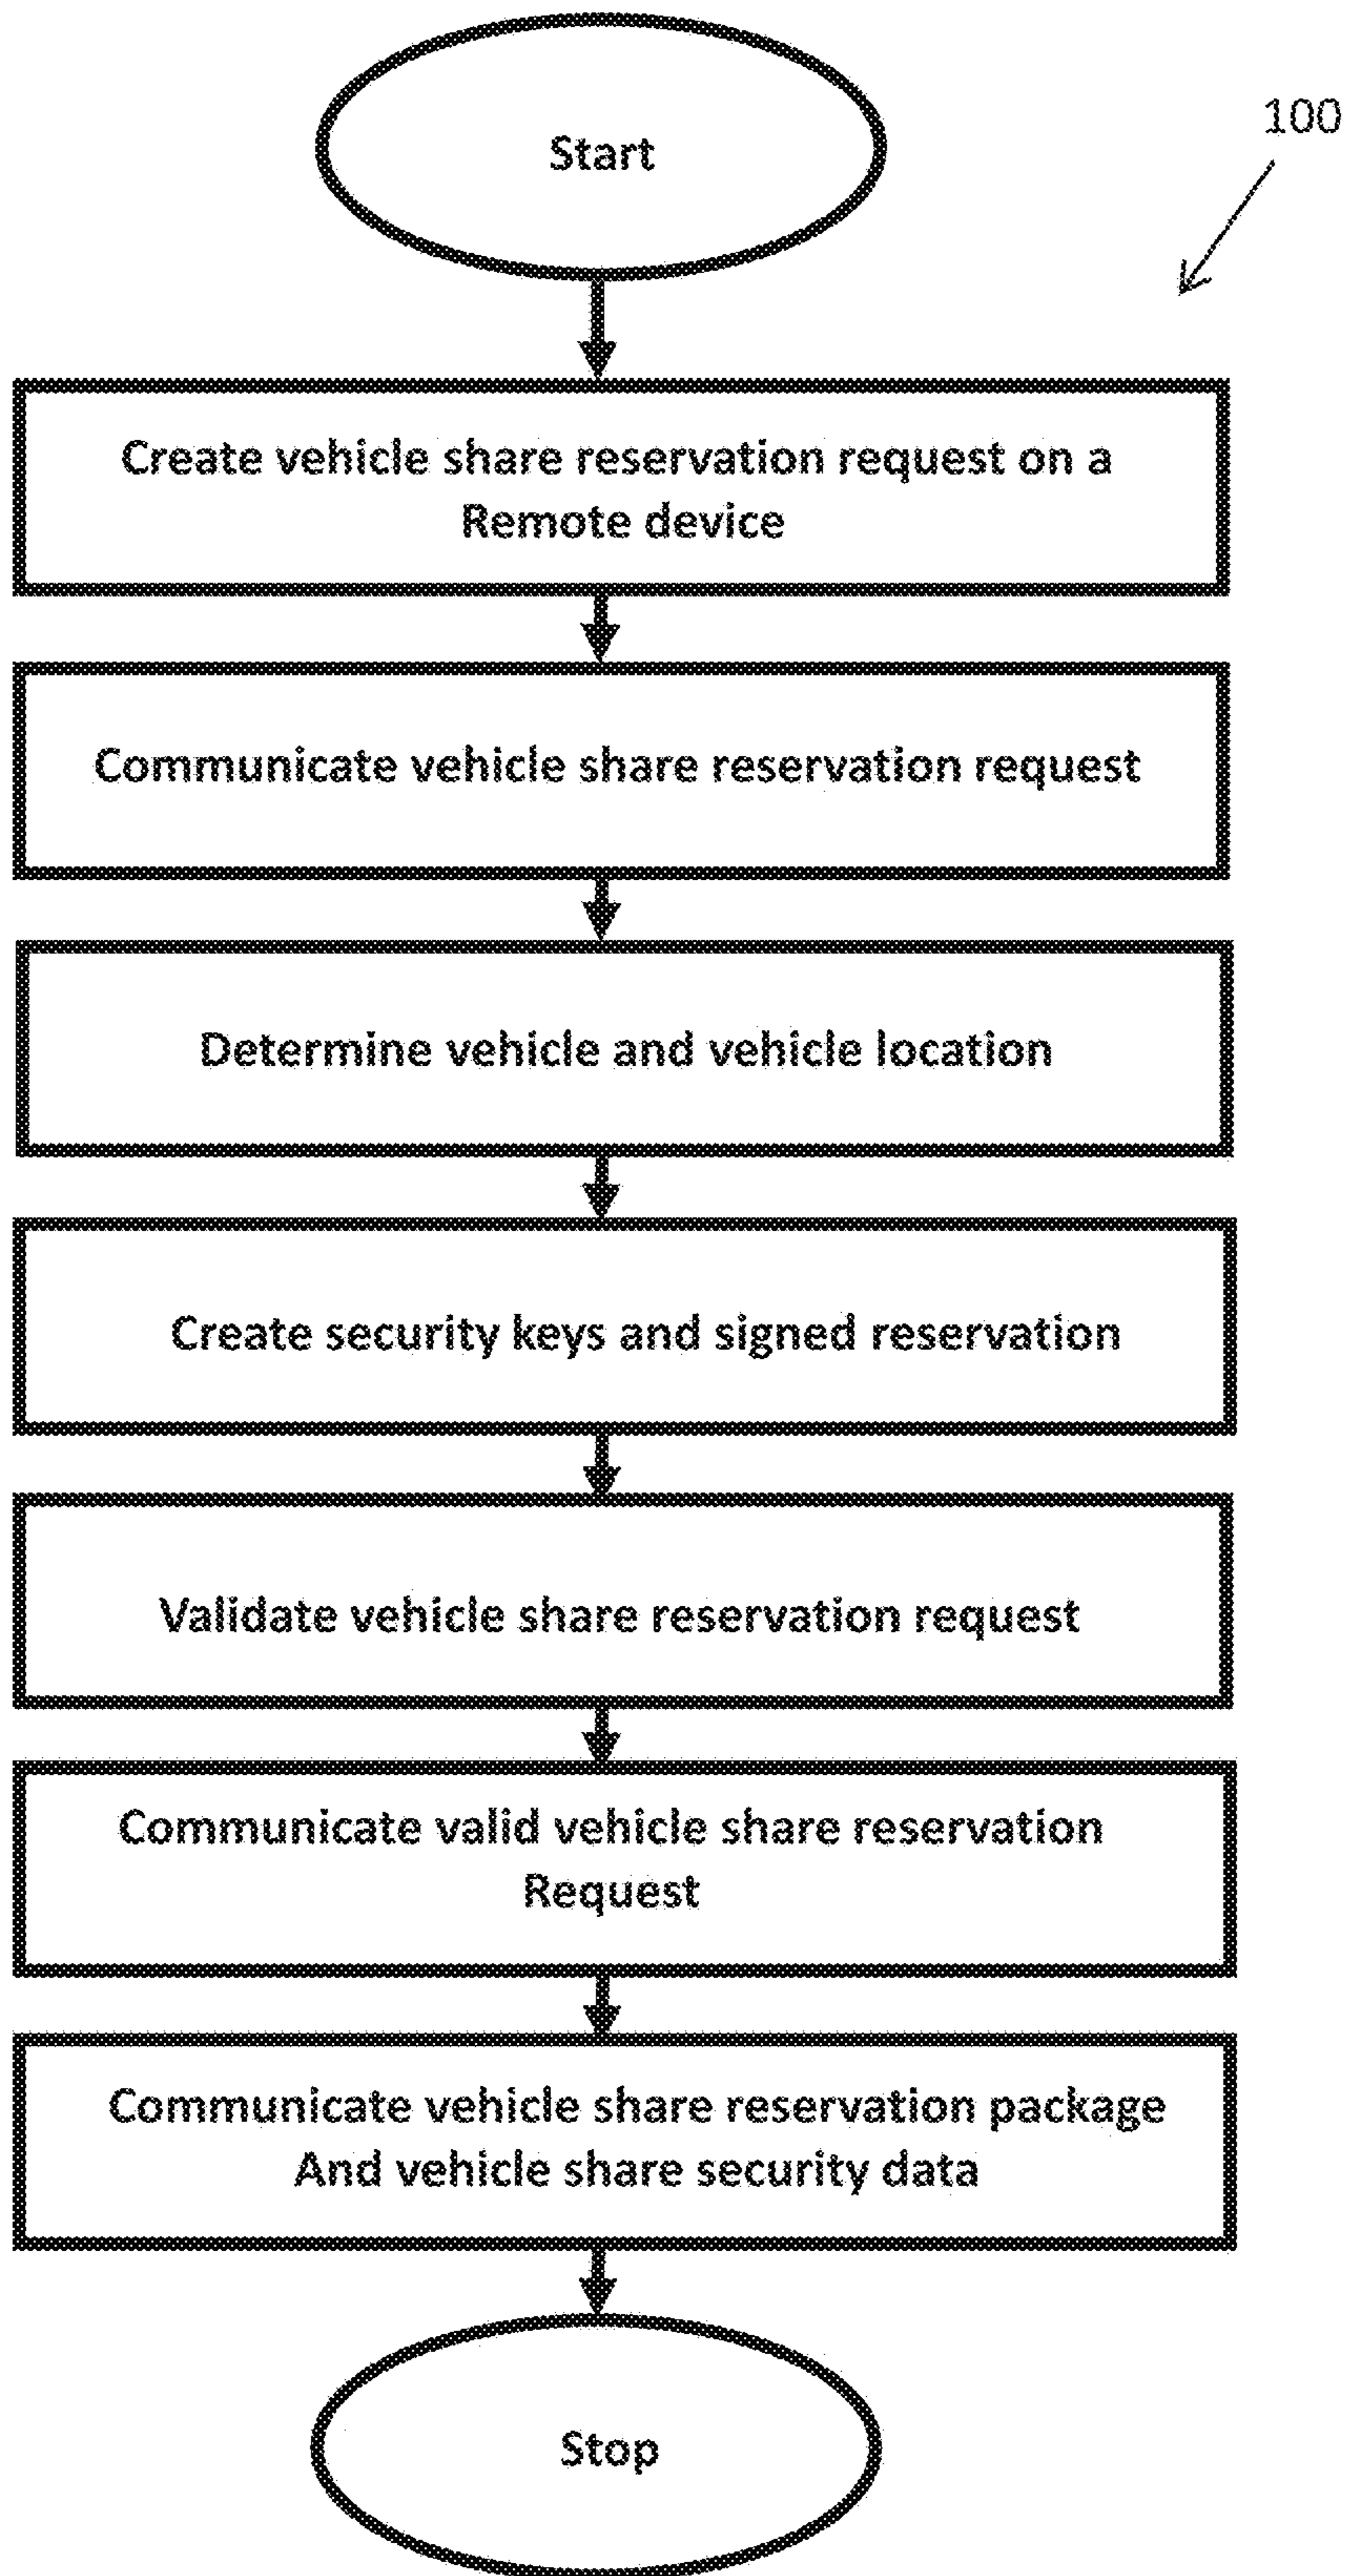 Start
100
Create vehicle share reservation request on a
Remote device
Communicate vehicle share reservation request
Determine vehicle and vehicle location
Create security keys and signed reservation
Validate vehicle share reservation request
Communicate valid vehicle share reservation
Request
Communicate vehicle share reservation package
And vehicle share security data
Stop